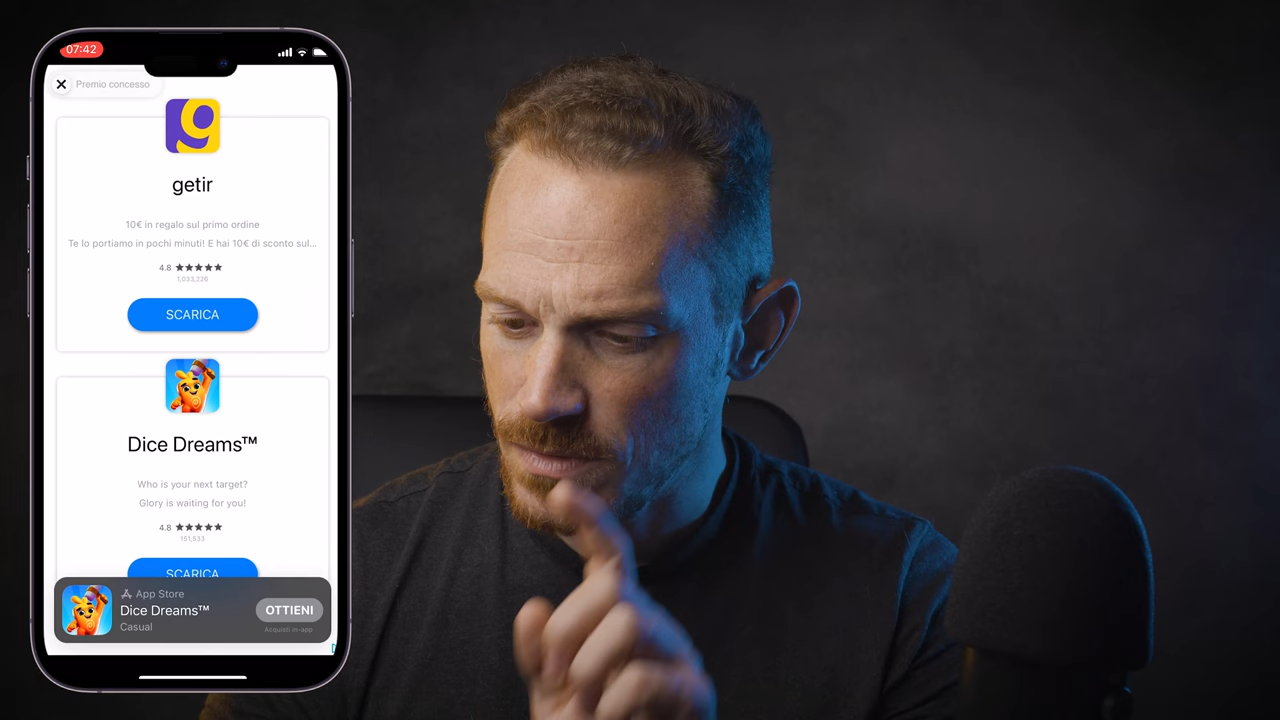 07:42
Premio concesso
getir
10€ in regalo sul primo ordine
Te lo portiamo in pochi minuti! E hai 10€ di sconto sul...
4.8
1,033,226
SCARICA
Dice Dreams™
Who is your next target?
Glory is waiting for you!
4.8
151,533
SCARICA
App Store
Dice Dreams™
Casual
OTTIENI
Acquisti in-app